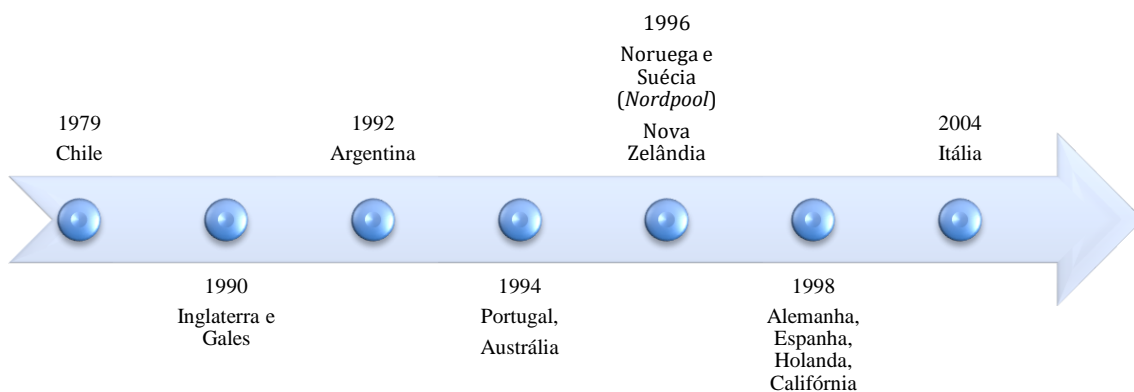 1979
Chile
1990
Inglaterra e
Gales
1992
Argentina
1994
Portugal,
Austrália
1996
Noruega e
Suécia
(Nordpool)
Nova
Zelândia
1998
Alemanha,
Espanha,
Holanda,
Califórnia
2004
Itália